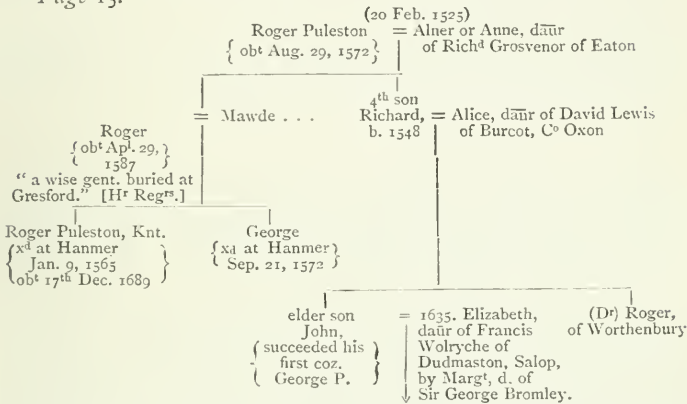 Page 15.
(20 Feb. 1525)
Roger Puleston = Alner or Anne, daūr
{ obt Aug. 29, 1572 } of Richd Grosvenor of Eaton
4th son
= Mawde . . . Richard, = Alice, daūr of David Lewis
b. 1548 of Burcot, Co Oxon
Roger
{ obt Apl. 29, }
1587
“ a wise gent. buried at
Gresford.” [Hr Regrs.]
Roger Puleston, Knt.
{ xd at Hanmer
Jan. 9, 1565
obt 17th Dec. 1689 }
George
{ xd at Hanmer }
Sep. 21, 1572
elder son
John,
{ succeeded his
first coz.
George P. }
= 1635. Elizabeth,
daūr of Francis
Wolryche of
Dudmaston, Salop,
by Margt, d. of
Sir George Bromley.
(Dr) Roger,
of Worthenbury